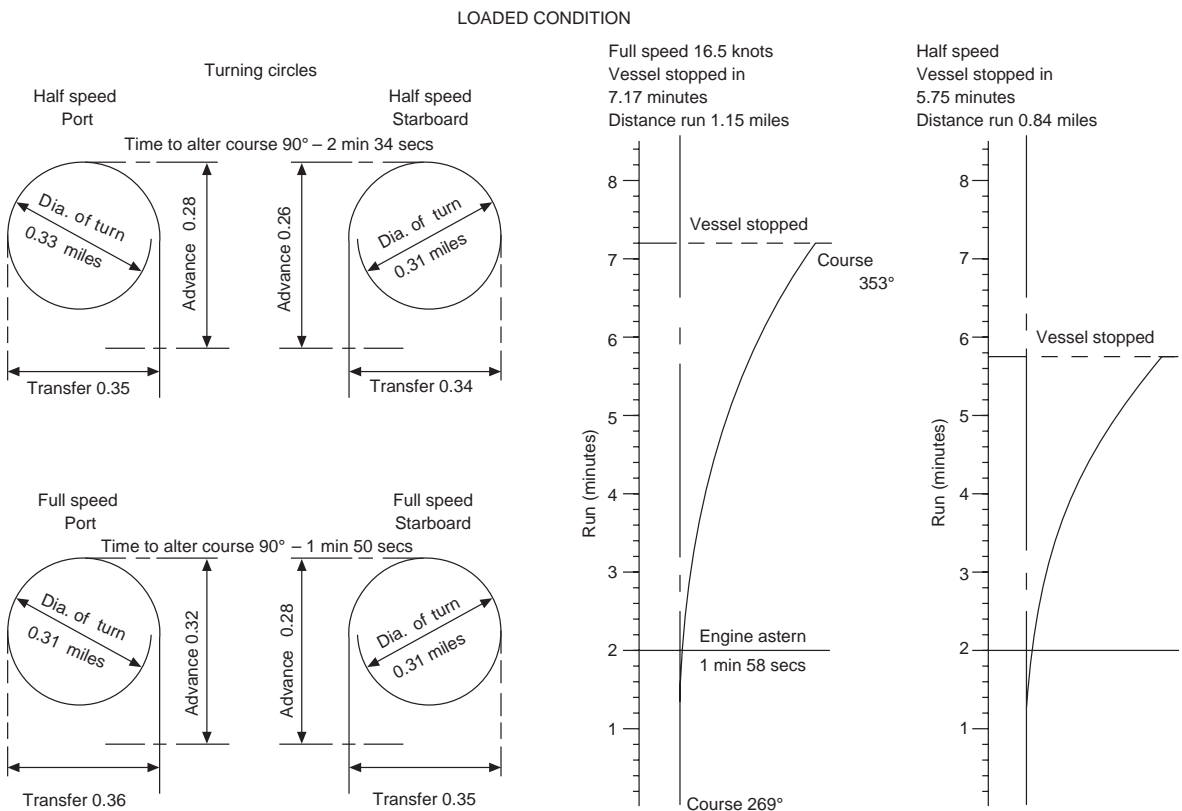 LOADED CONDITION
Turning circles
Half speed
Port
Half speed
Starboard
Time to alter course 90° – 2 min 34 secs
Dia. of turn
0.33 miles
Advance 0.28
Advance 0.26
Dia. of turn
0.31 miles
Transfer 0.35
Transfer 0.34
Full speed
Port
Full speed
Starboard
Time to alter course 90° – 1 min 50 secs
Dia. of turn
0.31 miles
Advance 0.32
Advance 0.28
Dia. of turn
0.31 miles
Transfer 0.36
Transfer 0.35
Full speed 16.5 knots
Vessel stopped in
7.17 minutes
Distance run 1.15 miles
8
7
6
5
4
3
2
1
Run (minutes)
Vessel stopped
Course
353°
Engine astern
1 min 58 secs
Course 269°
Half speed
Vessel stopped in
5.75 minutes
Distance run 0.84 miles
8
7
6
5
4
3
2
1
Run (minutes)
Vessel stopped